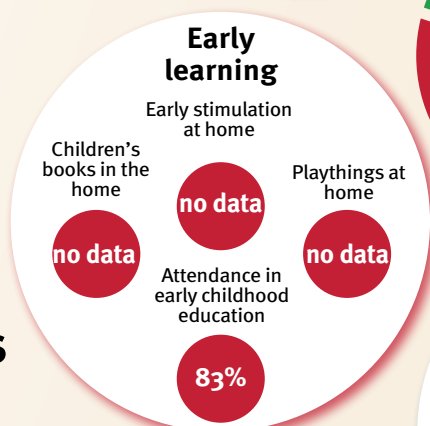 Early
learning
Early stimulation
at home
no data
Children's
books in the
home
no data
Playthings at
home
no data
Attendance in
early childhood
education
83%
s